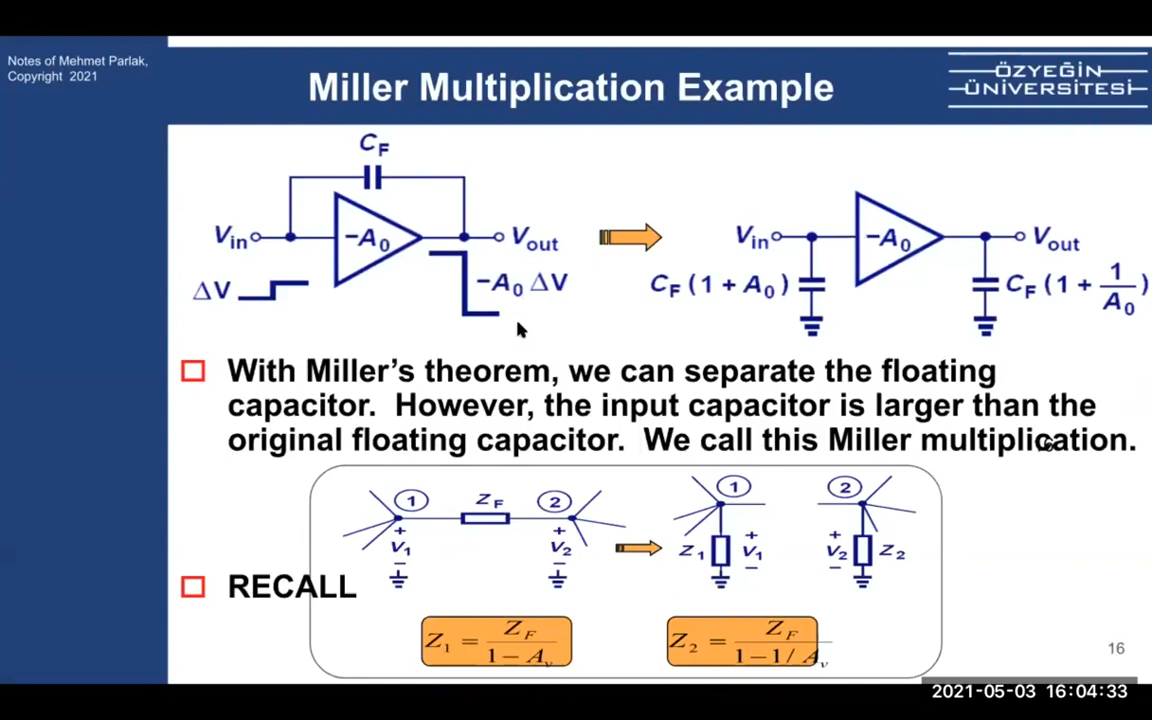 Notes of Mehmet Parlak,
Copyright 2021
Miller Multiplication Example
ÖZYEĞİN
ÜNİVERSİTESİ
C_F
V_in
−A_0
V_out
ΔV
−A_0 ΔV
V_in
−A_0
V_out
C_F (1 + A_0)
C_F (1 + 1/A_0)
With Miller's theorem, we can separate the floating
capacitor. However, the input capacitor is larger than the
original floating capacitor. We call this Miller multiplication.
1 Z_F 2
+ V_1 −
+ V_2 −
1
Z_1 + V_1 −
2
+ V_2 − Z_2
RECALL
Z_1 = Z_F / (1 − A_v)
Z_2 = Z_F / (1 − 1/A_v)
16
2021-05-03 16:04:33